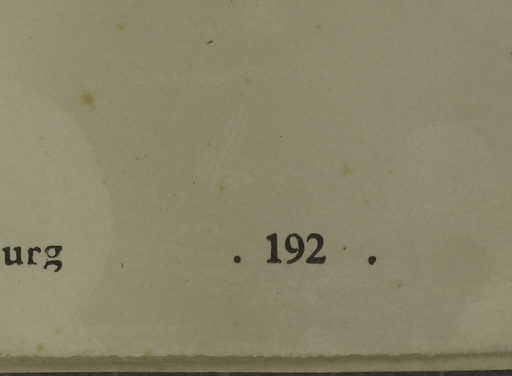 urg . 192 .